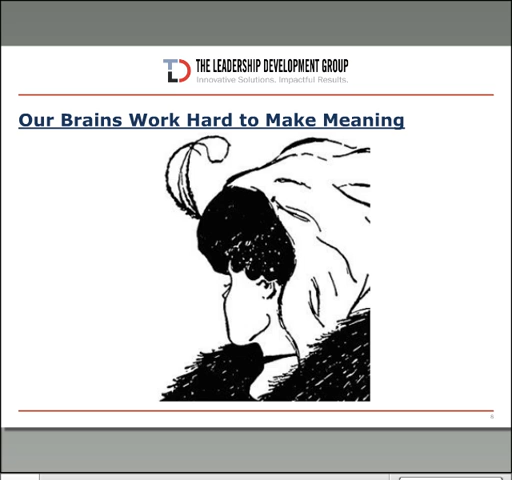 THE LEADERSHIP DEVELOPMENT GROUP
Innovative Solutions. Impactful Results.
Our Brains Work Hard to Make Meaning